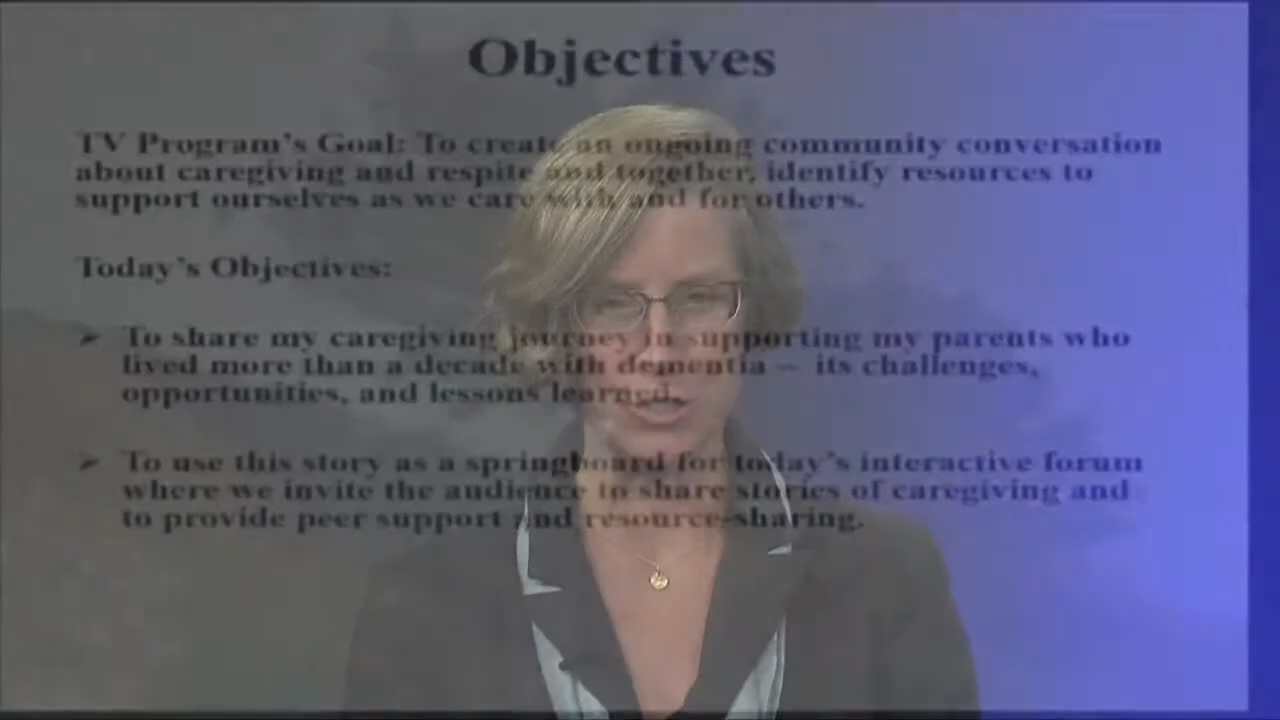 Objectives
TV Program's Goal: To create an ongoing community conversation
about caregiving and respite and together, identify resources to
support ourselves as we care with and for others.
Today's Objectives:
➤ To share my caregiving journey in supporting my parents who
lived more than a decade with dementia – its challenges,
opportunities, and lessons learned.
➤ To use this story as a springboard for today's interactive forum
where we invite the audience to share stories of caregiving and
to provide peer support and resource-sharing.